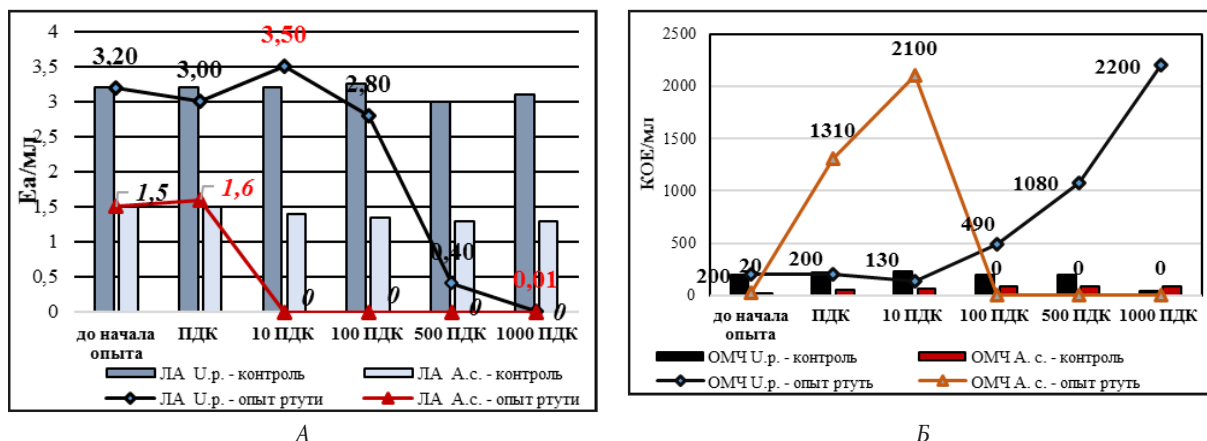 4
3,5
3
2,5
2
1,5
1
0,5
0
Еа/мл
3,20
3,00
3,50
2,80
0,40
0,01
1,5
1,6
0
0
0
0
до начала опыта
ПДК
10 ПДК
100 ПДК
500 ПДК
1000 ПДК
ЛА U.p. - контроль
ЛА А.с. - контроль
ЛА U.p. - опыт ртути
ЛА А.с. - опыт ртути
А
2500
2000
1500
1000
500
0
КОЕ/мл
200
20
200
1310
130
2100
490
0
1080
0
2200
0
до начала опыта
ПДК
10 ПДК
100 ПДК
500 ПДК
1000 ПДК
ОМЧ U.p. - контроль
ОМЧ А. с. - контроль
ОМЧ U.p. - опыт ртуть
ОМЧ А. с. - опыт ртуть
Б